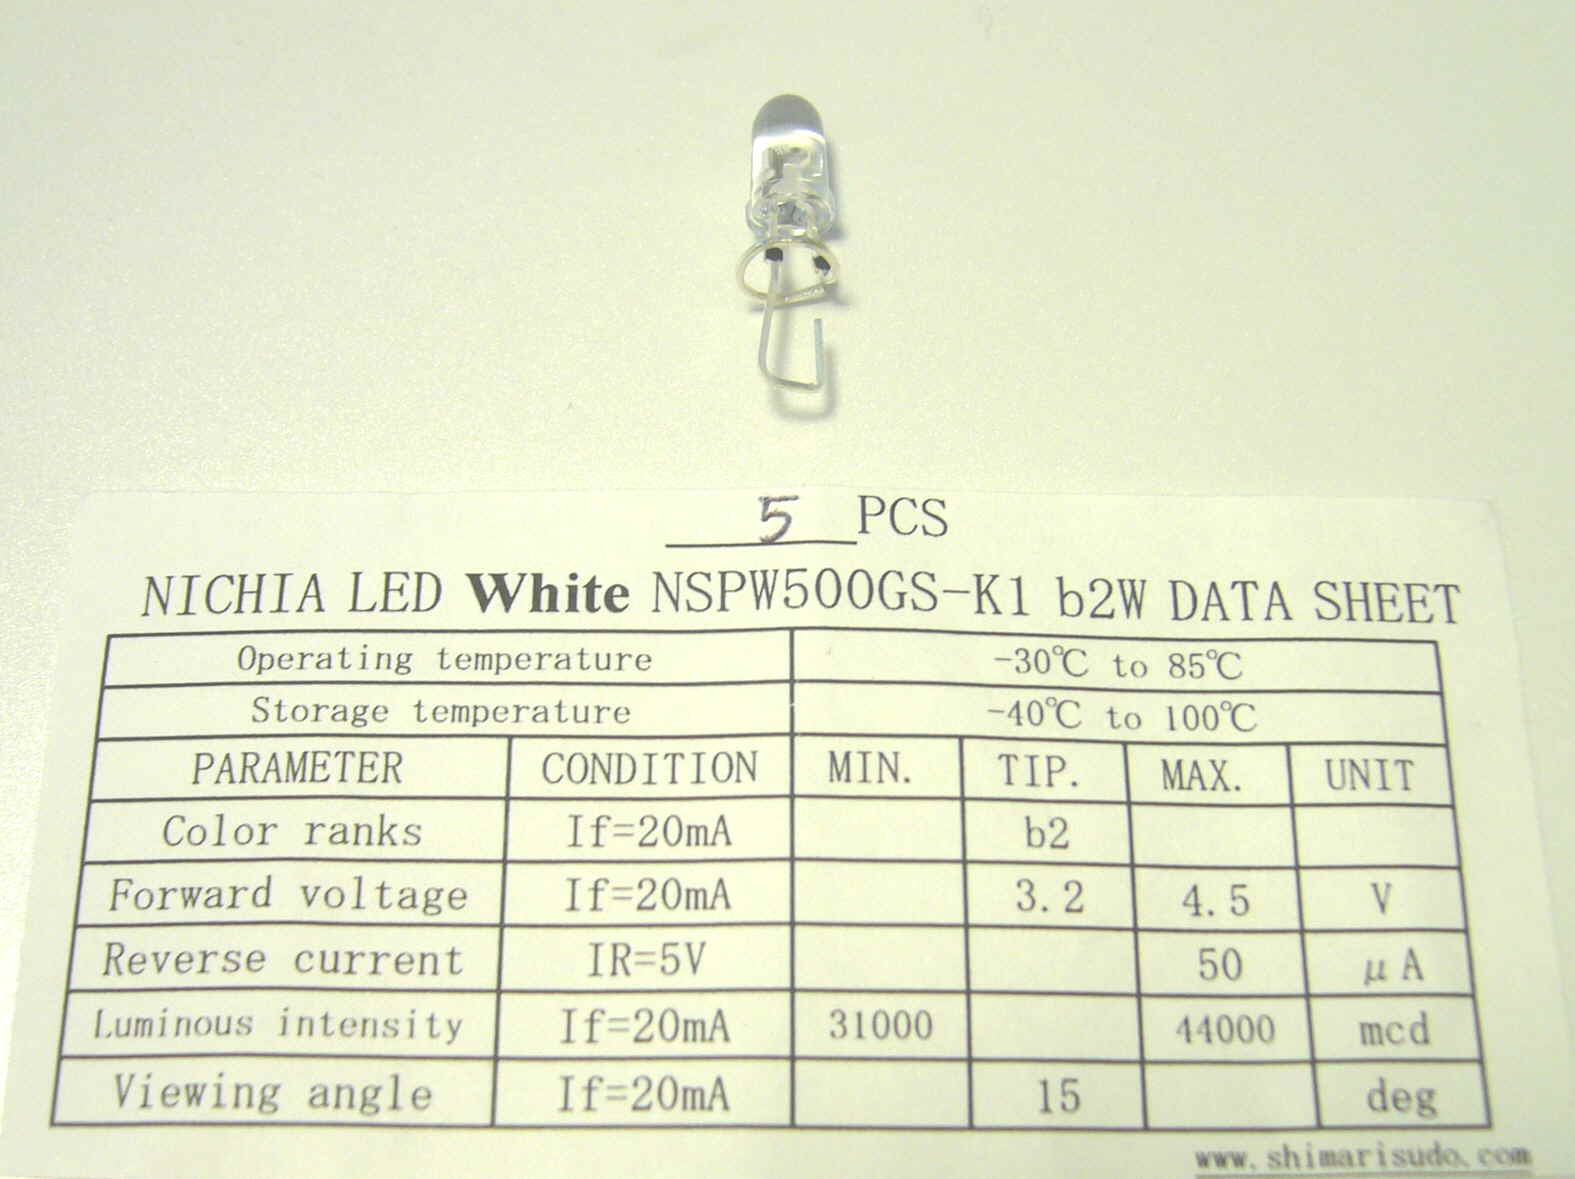 5 PCS
NICHIA LED White NSPW500GS-K1 b2W DATA SHEET
Operating temperature -30℃ to 85℃
Storage temperature -40℃ to 100℃
PARAMETER CONDITION MIN. TIP. MAX. UNIT
Color ranks If=20mA b2
Forward voltage If=20mA 3.2 4.5 V
Reverse current IR=5V 50 μA
Luminous intensity If=20mA 31000 44000 mcd
Viewing angle If=20mA 15 deg
www.shimarisudo.com